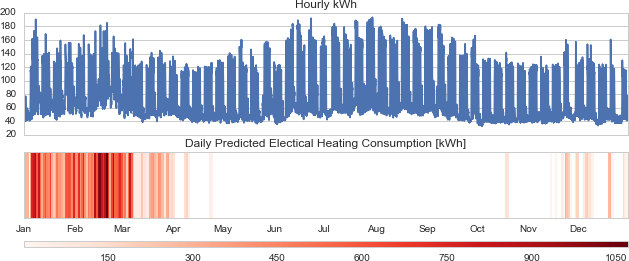 Hourly kWh
200
180
160
140
120
100
80
60
40
20
Daily Predicted Electical Heating Consumption [kWh]
Jan Feb Mar Apr May Jun Jul Aug Sep Oct Nov Dec
150 300 450 600 750 900 1050